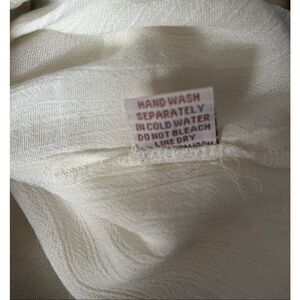 HAND WASH
SEPARATELY
IN COLD WATER
DO NOT BLEACH
LINE DRY